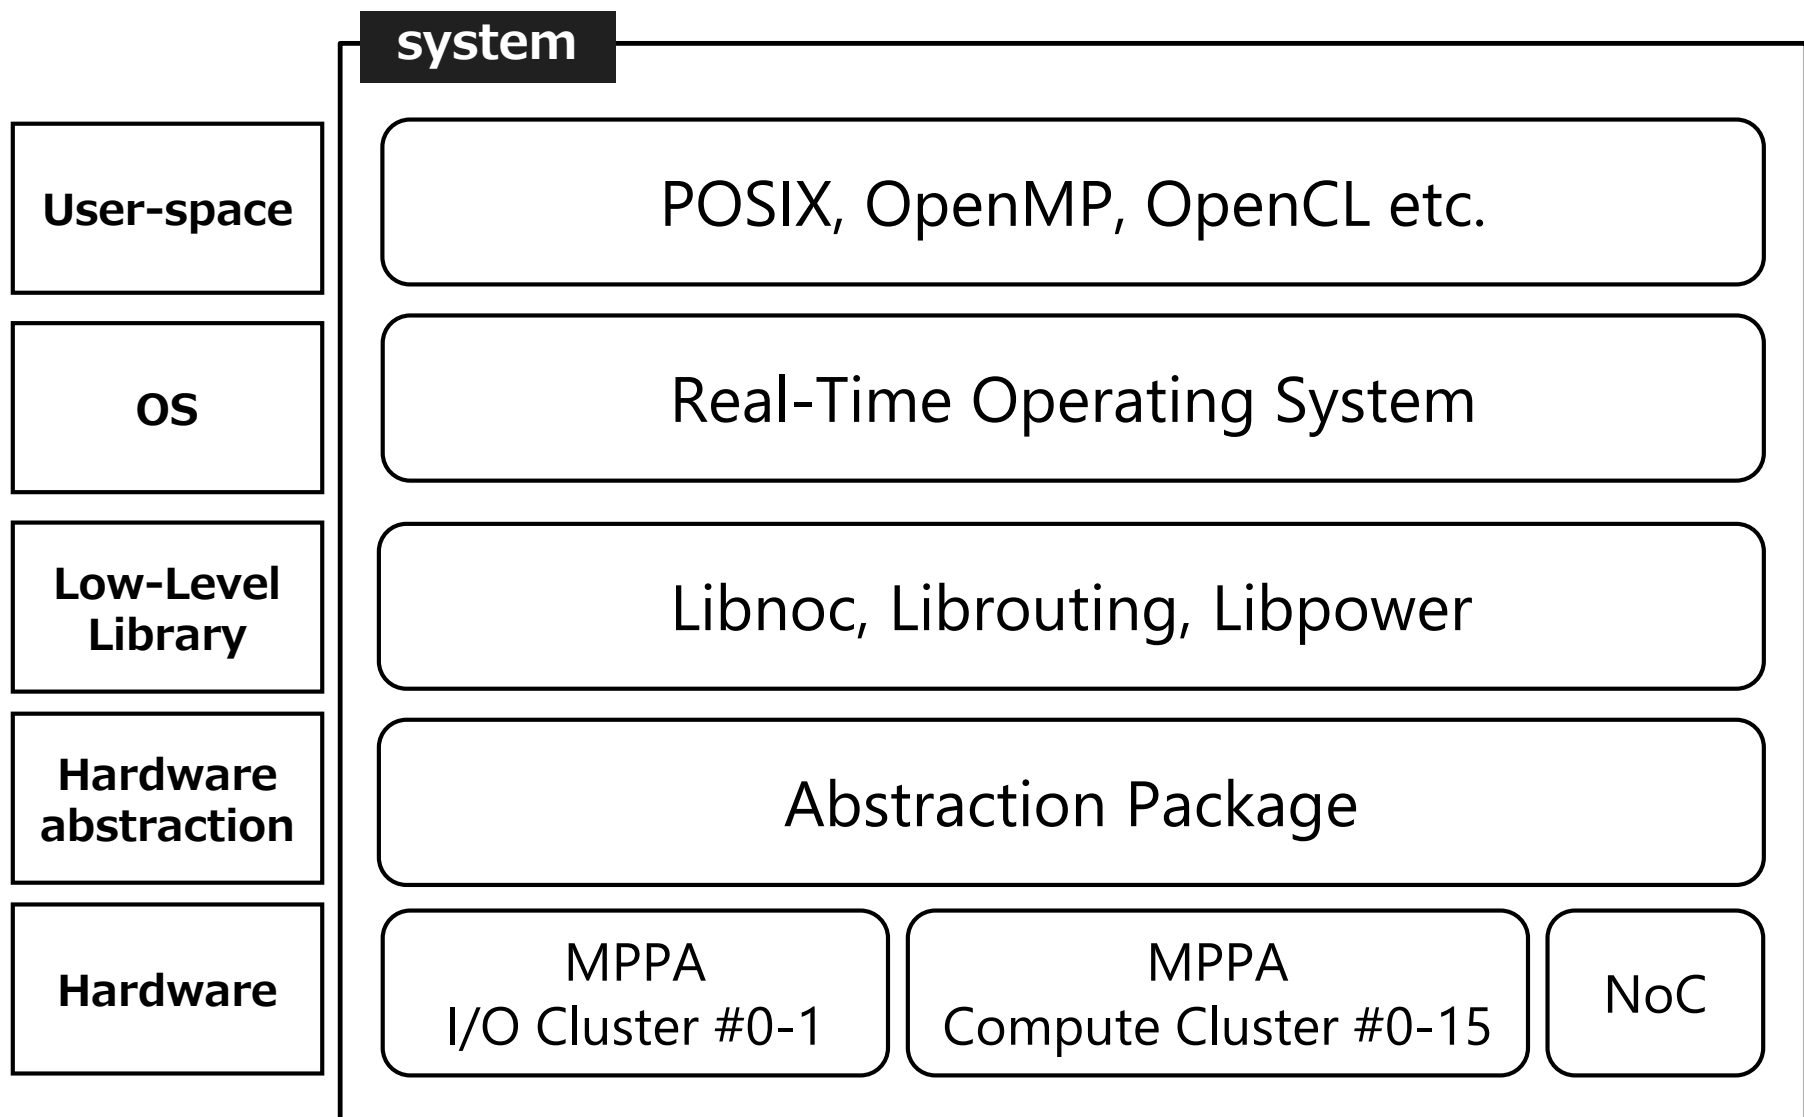 system
User-space
POSIX, OpenMP, OpenCL etc.
OS
Real-Time Operating System
Low-Level
Library
Libnoc, Librouting, Libpower
Hardware
abstraction
Abstraction Package
Hardware
MPPA
I/O Cluster #0-1
MPPA
Compute Cluster #0-15
NoC